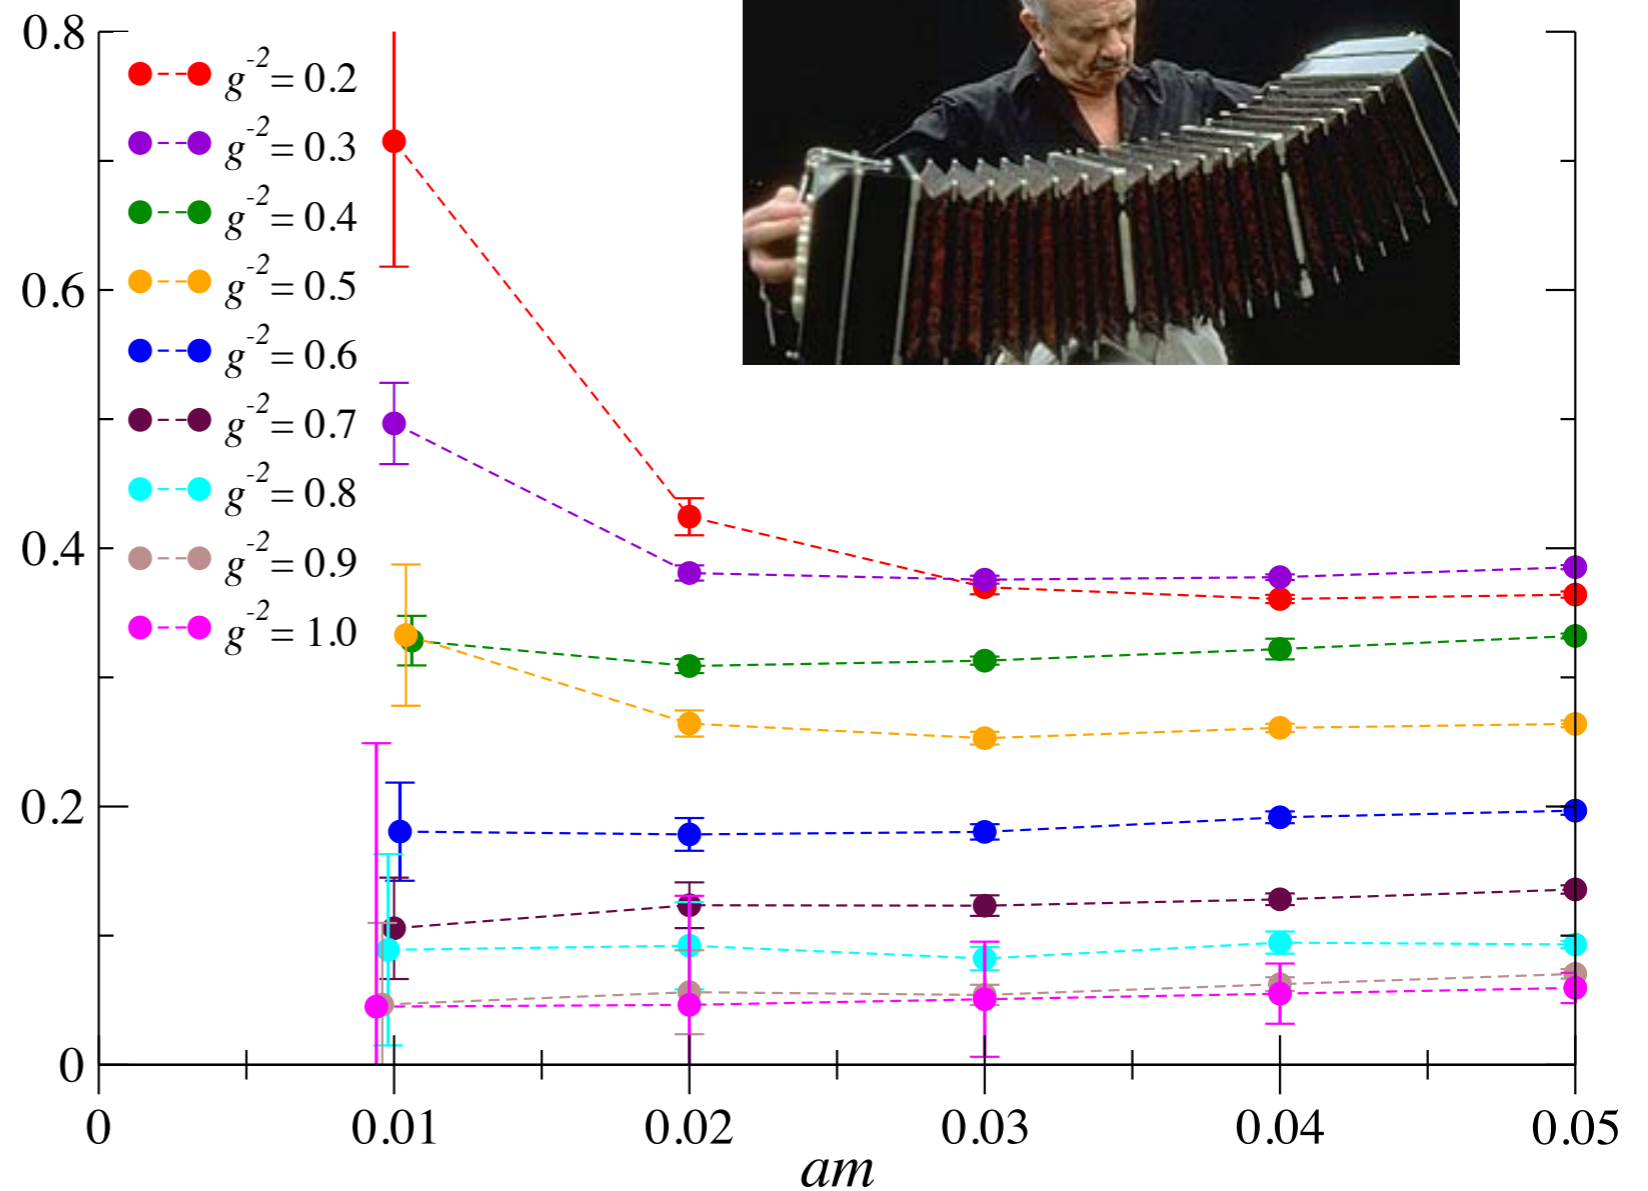 0.8
0.6
0.4
0.2
0
g⁻² = 0.2
g⁻² = 0.3
g⁻² = 0.4
g⁻² = 0.5
g⁻² = 0.6
g⁻² = 0.7
g⁻² = 0.8
g⁻² = 0.9
g⁻² = 1.0
0 0.01 0.02 0.03 0.04 0.05
am